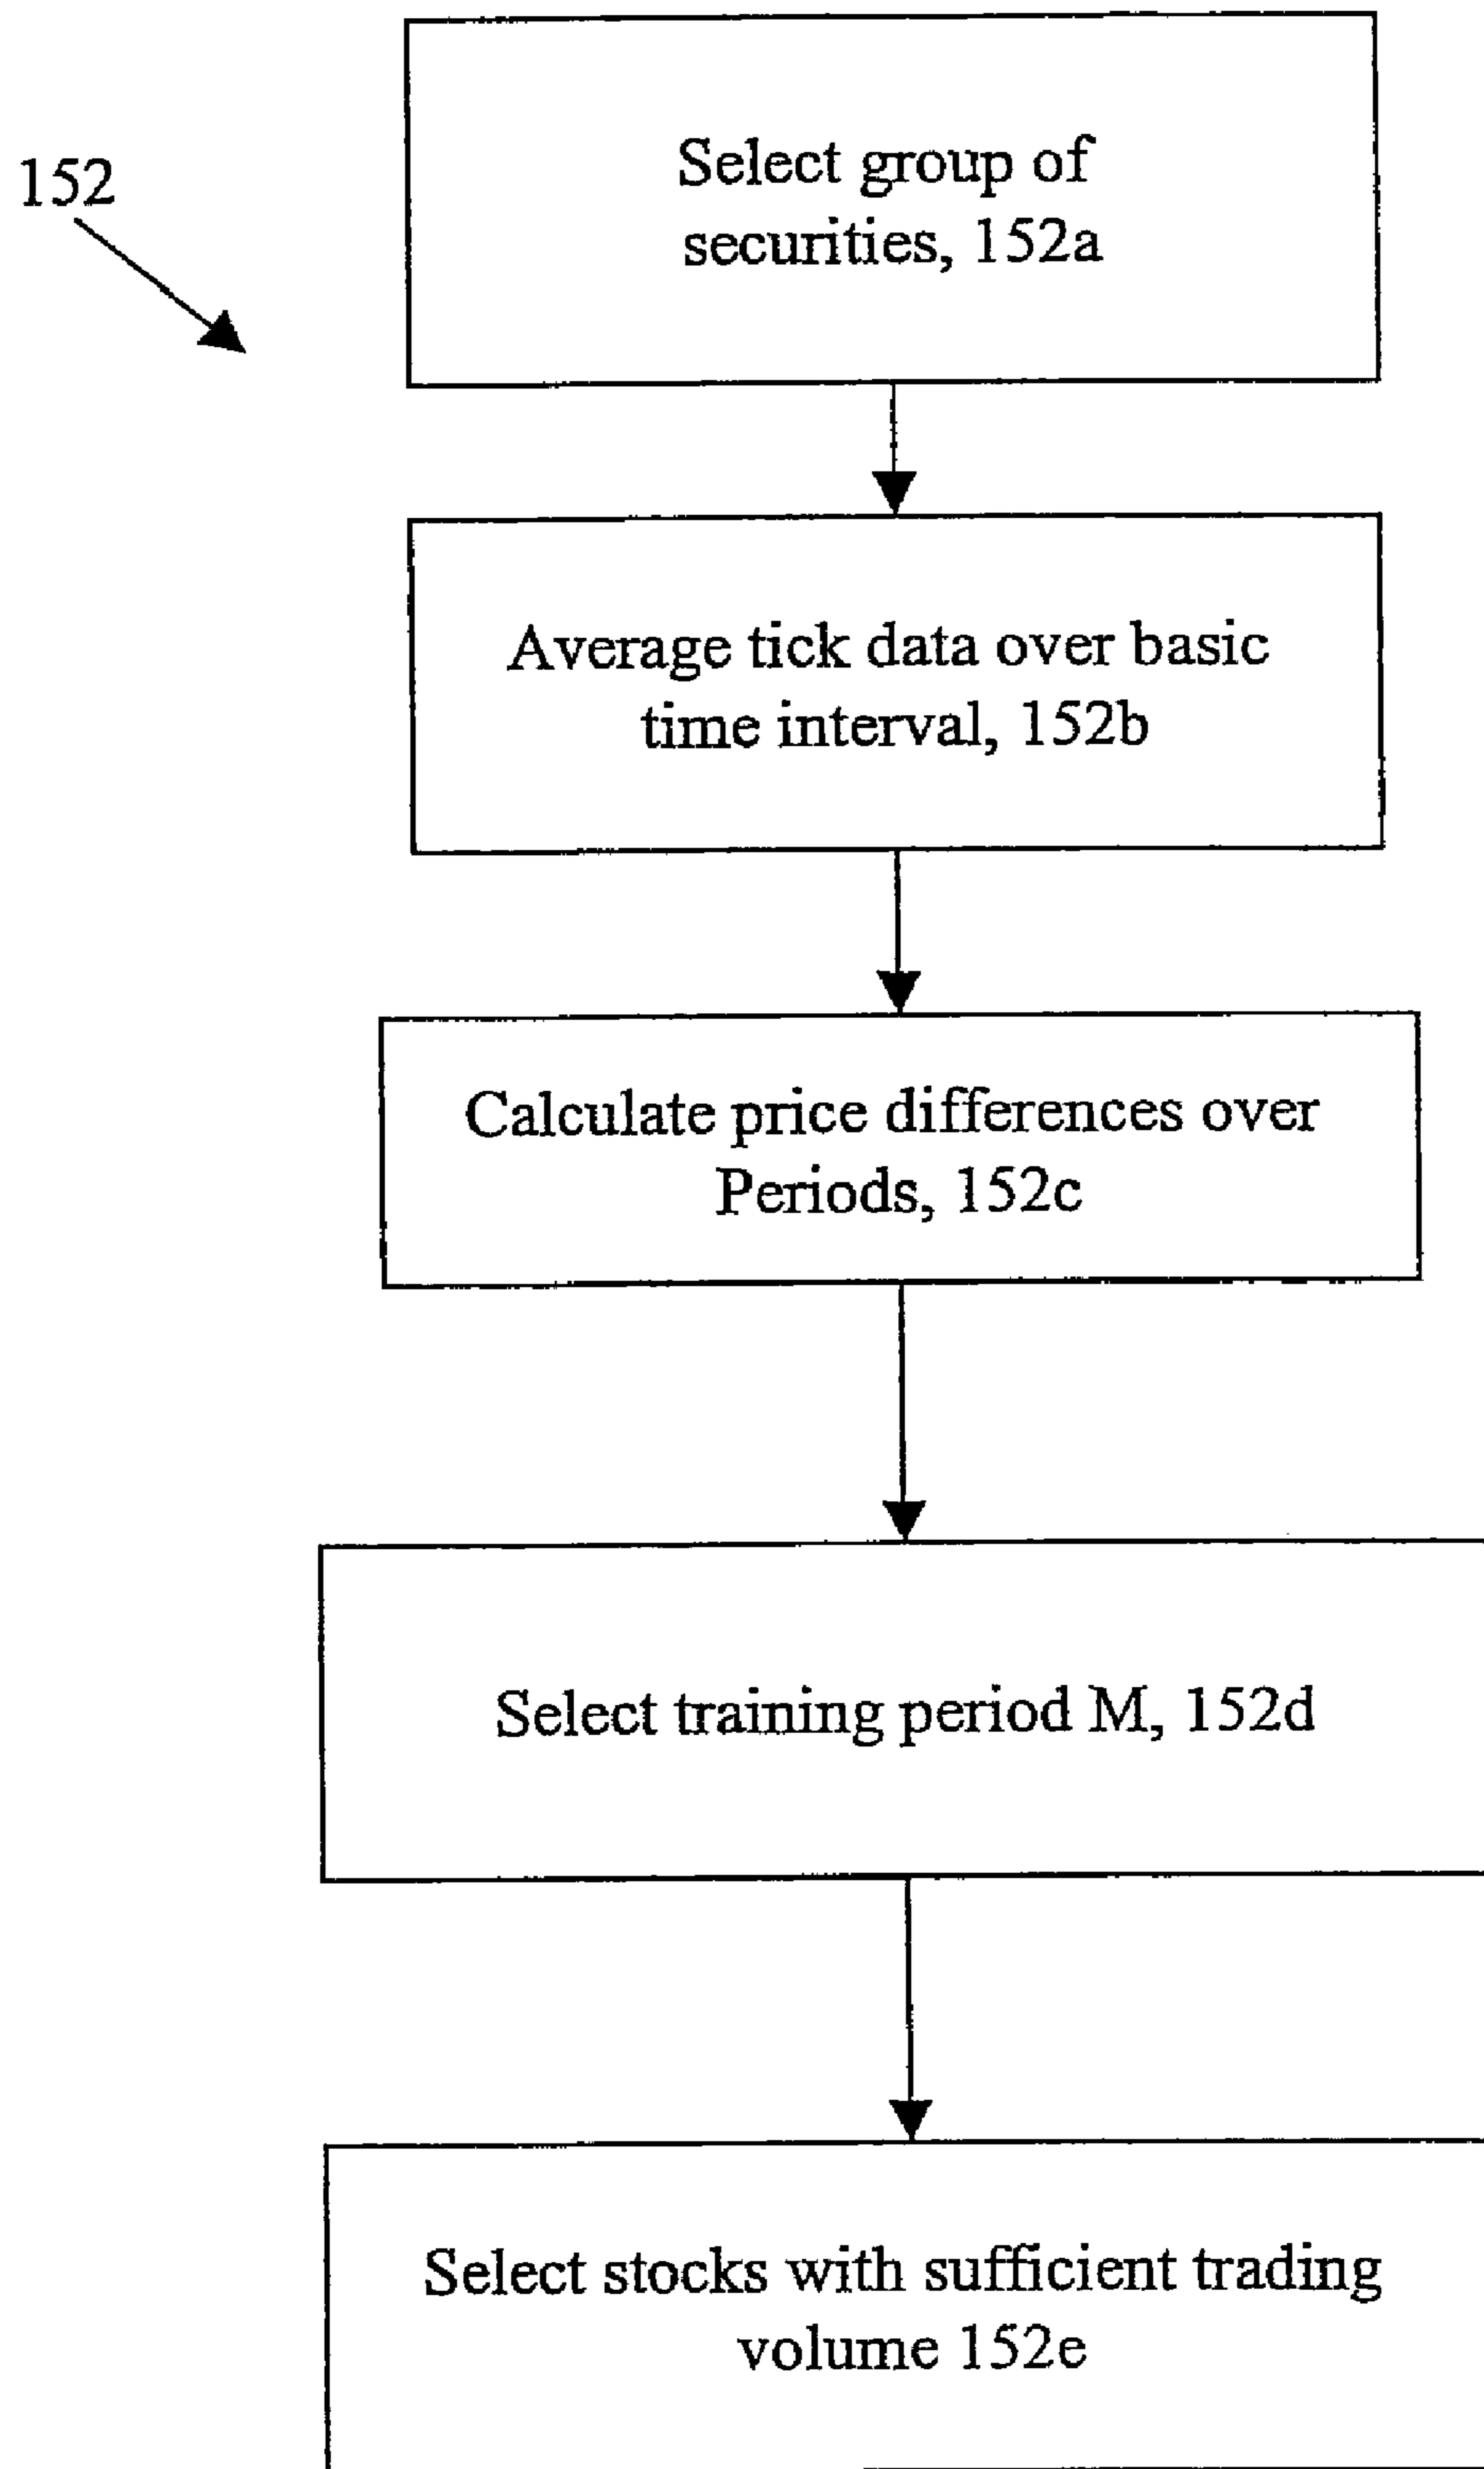 152
Select group of
securities, 152a
Average tick data over basic
time interval, 152b
Calculate price differences over
Periods, 152c
Select training period M, 152d
Select stocks with sufficient trading
volume 152e